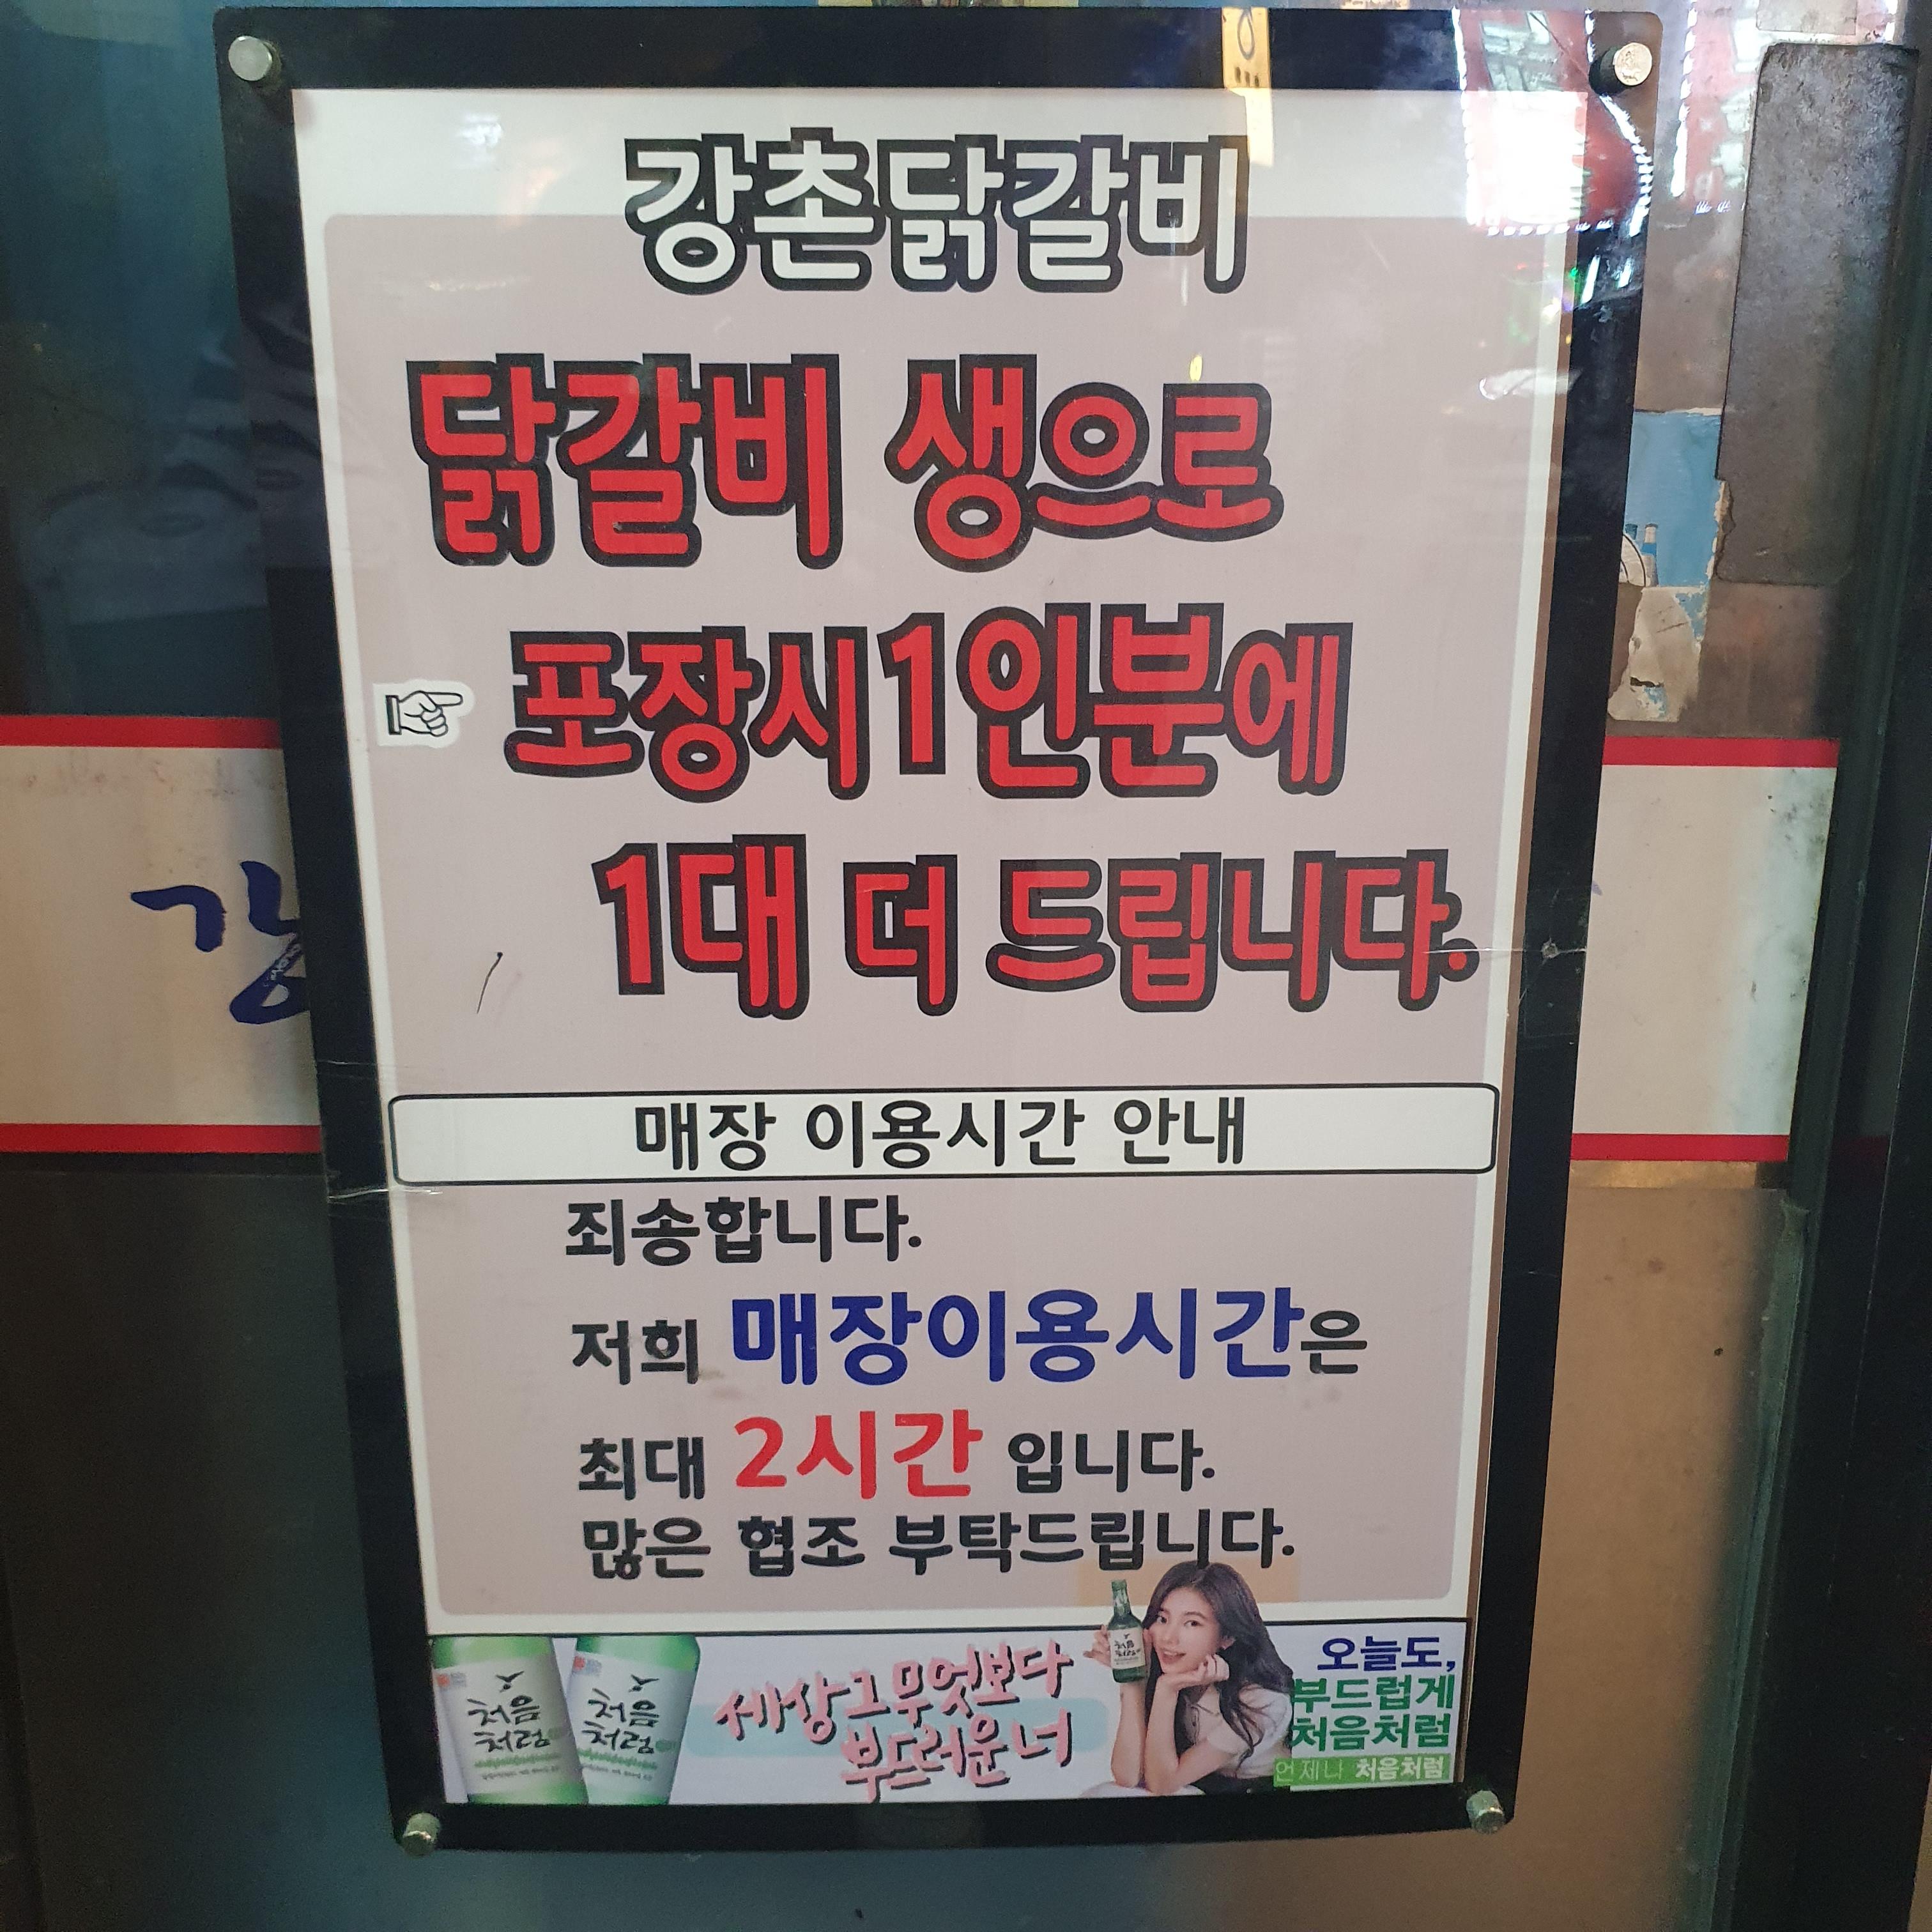 강촌닭갈비
닭갈비 생으로
포장시1인분에
1대 더 드립니다.
강
매장 이용시간 안내
죄송합니다.
저희 매장이용시간은
최대 2시간 입니다.
많은 협조 부탁드립니다.
처음
처럼
처음
처럼
세상그무엇보다
부드러운 너
처음
처럼
오늘도,
부드럽게
처음처럼
언제나 처음처럼